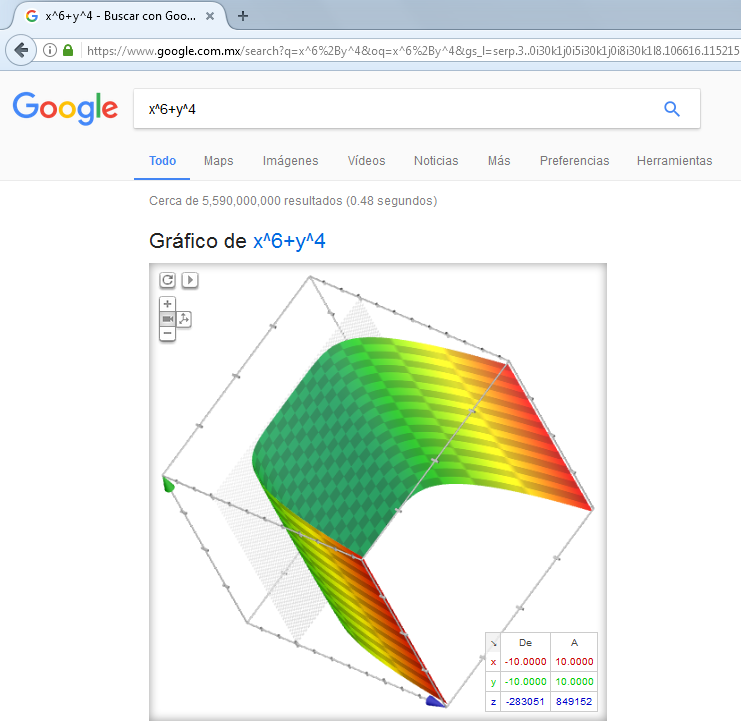 x^6+y^4 - Buscar con Goo...
https://www.google.com.mx/search?q=x^6%2By^4&oq=x^6%2By^4&gs_l=serp.3..0i30k1j0i5i30k1j0i8i30k1l8.106616.115215
Google
x^6+y^4
Todo Maps Imágenes Vídeos Noticias Más Preferencias Herramientas
Cerca de 5,590,000,000 resultados (0.48 segundos)
Gráfico de x^6+y^4
De A
x -10.0000 10.0000
y -10.0000 10.0000
z -283051 849152